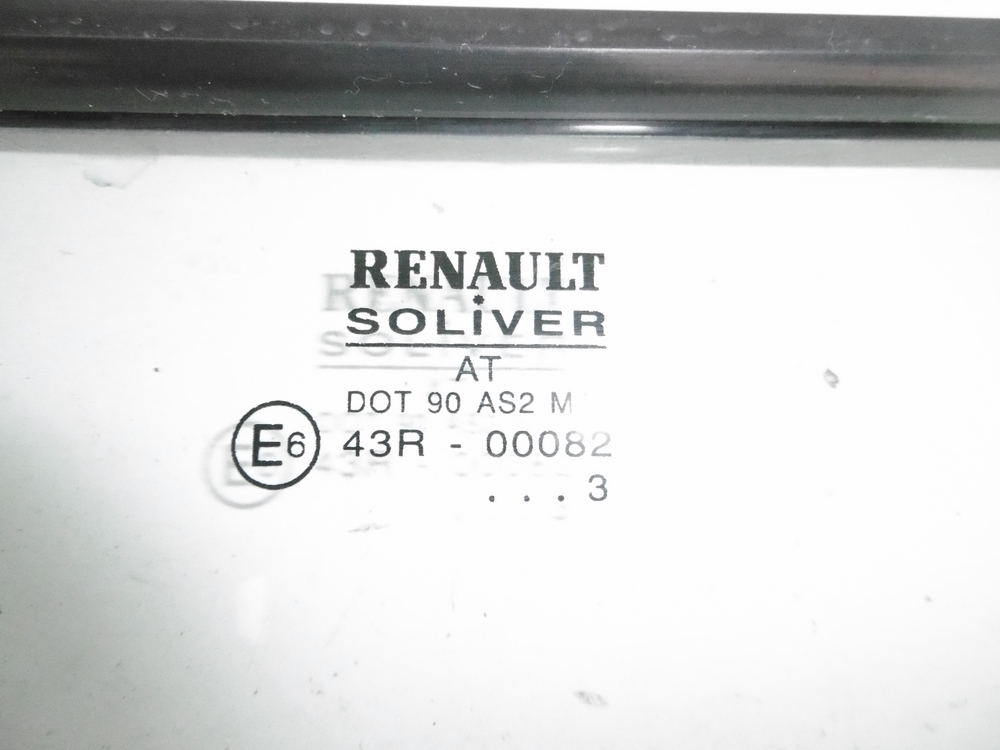 RENAULT
SOLIVER
AT
DOT 90 AS2 M
E6 43R - 00082
. . . 3